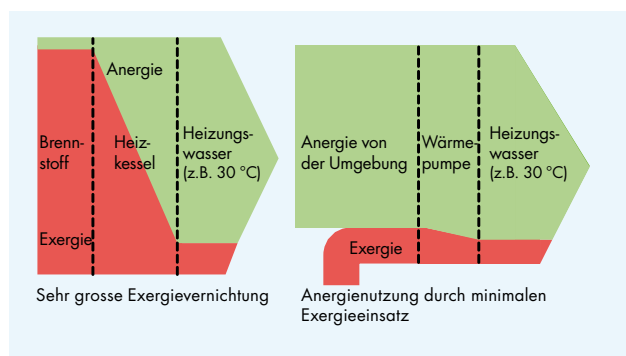 Anergie
Brenn-
stoff
Heiz-
kessel
Heizungs-
wasser
(z.B. 30 °C)
Exergie
Sehr grosse Exergievernichtung
Anergie von
der Umgebung
Wärme-
pumpe
Heizungs-
wasser
(z.B. 30 °C)
Exergie
Anergienutzung durch minimalen
Exergieeinsatz